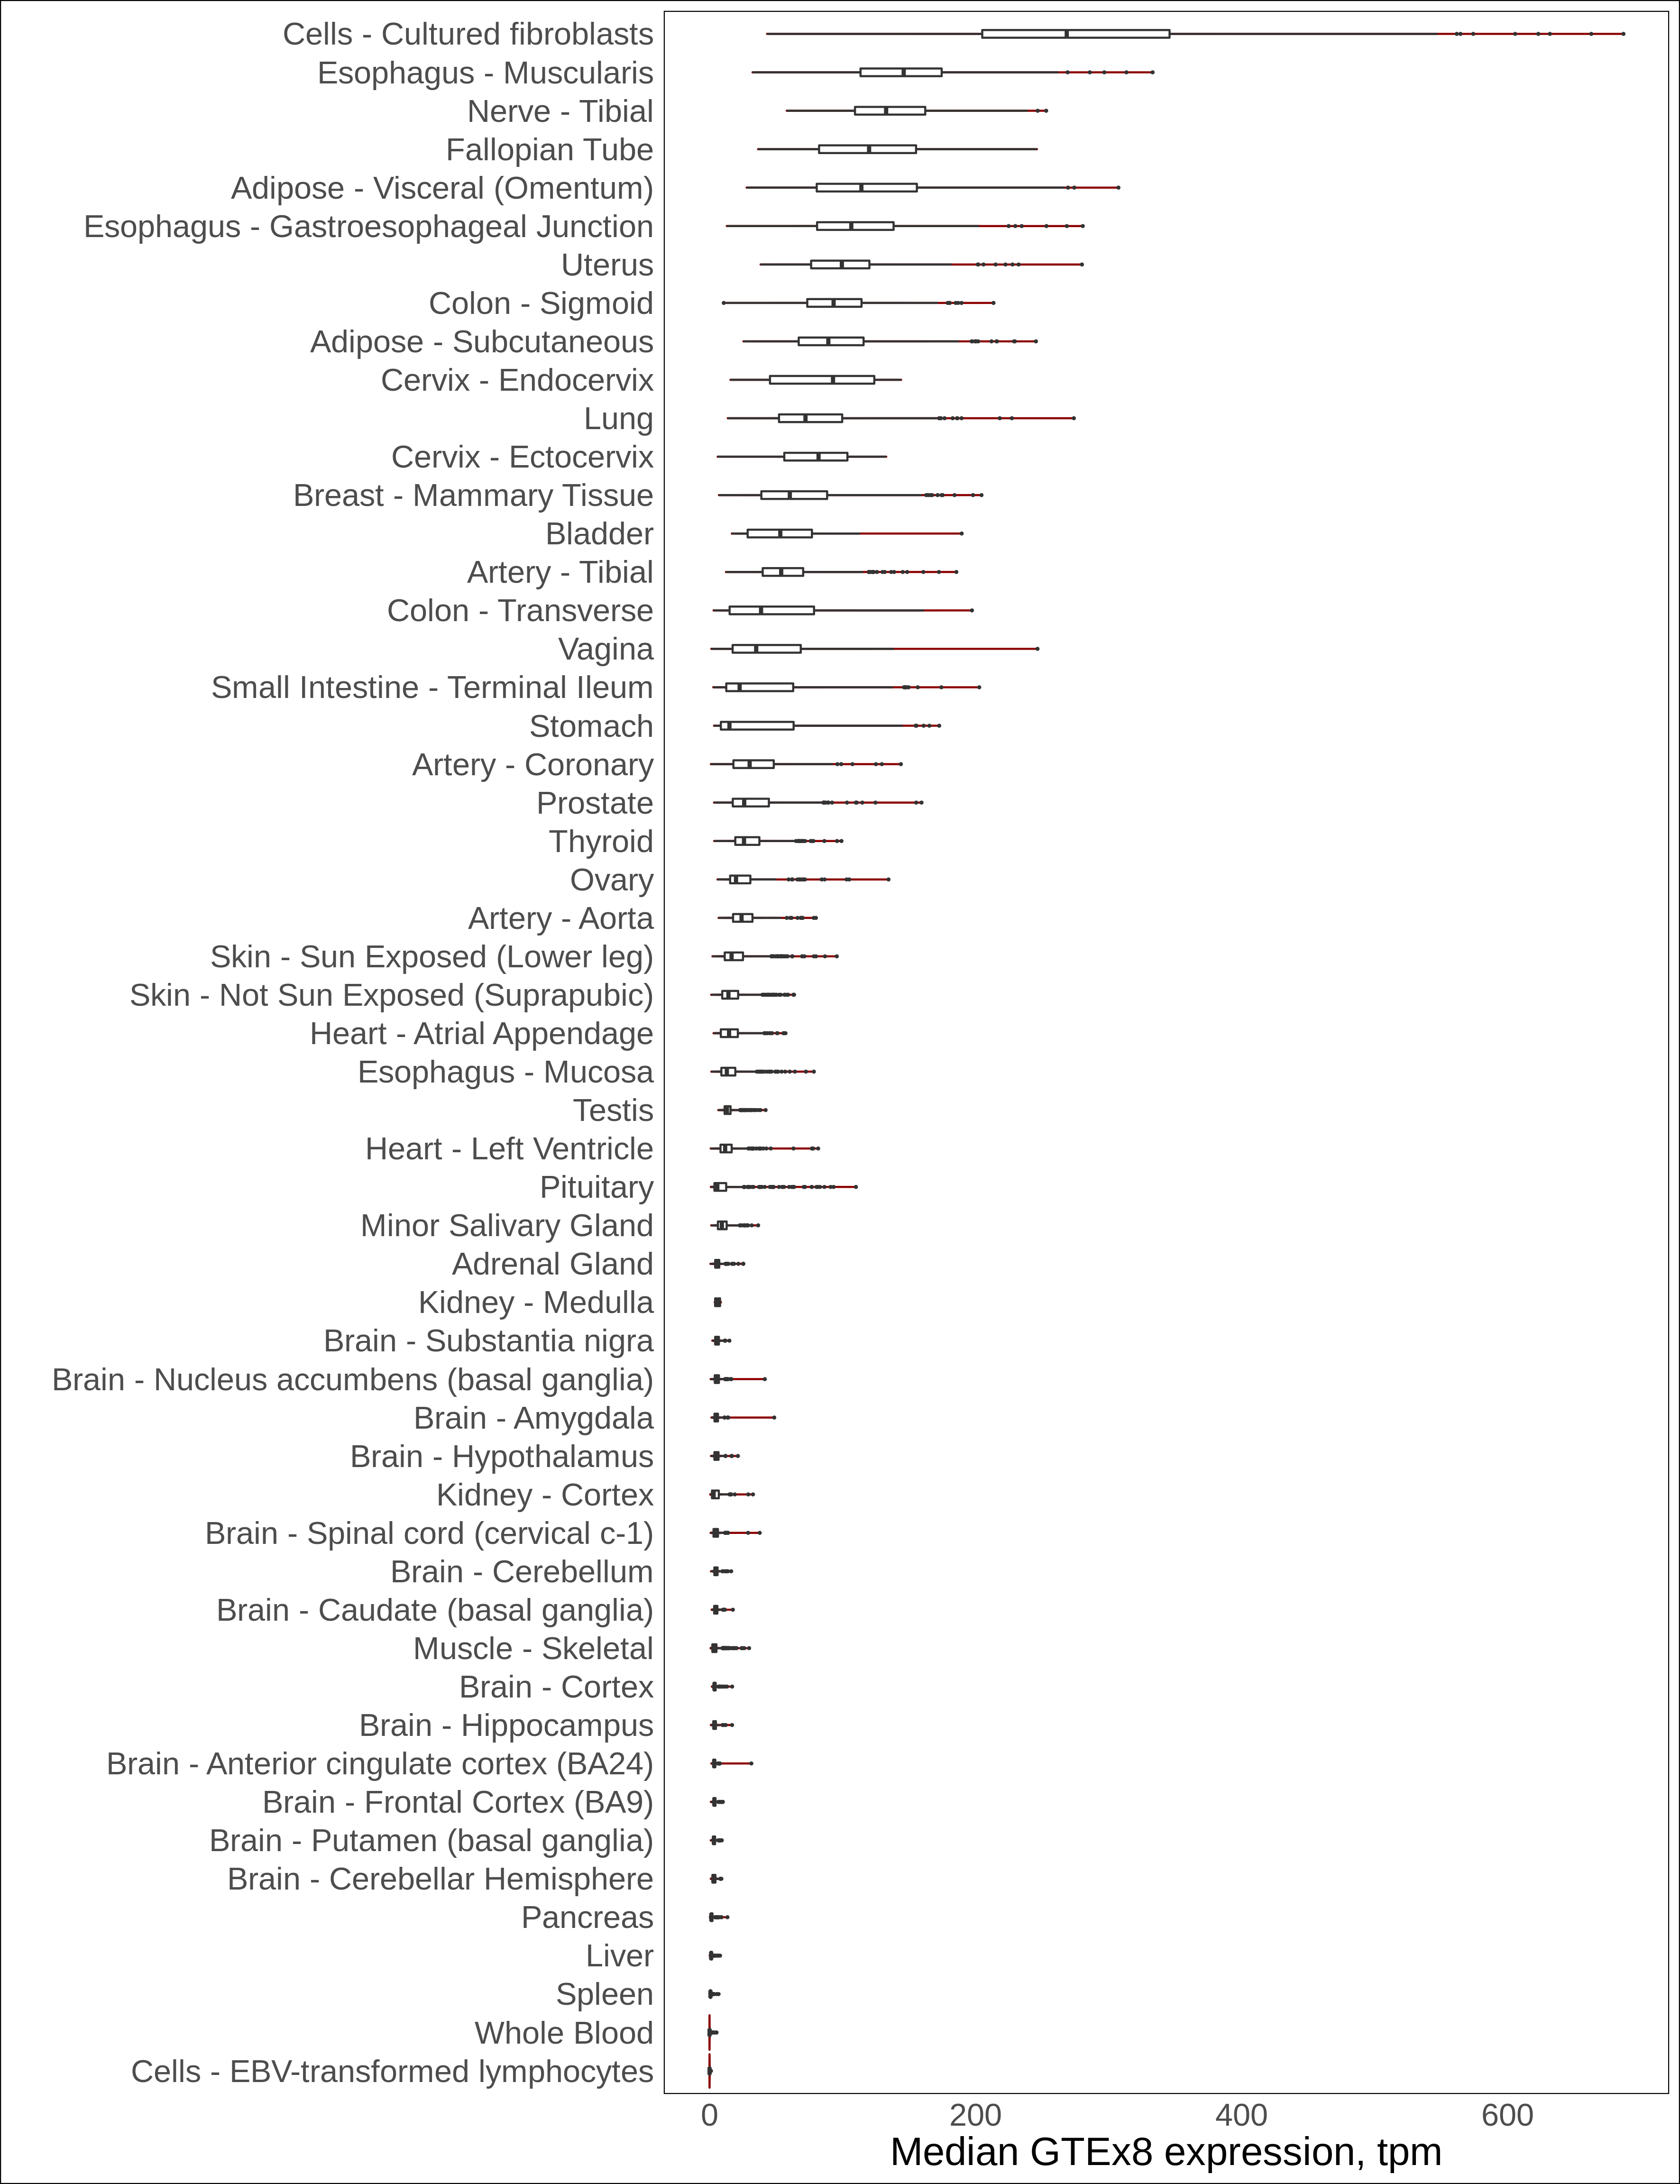 Cells - Cultured fibroblasts
Esophagus - Muscularis
Nerve - Tibial
Fallopian Tube
Adipose - Visceral (Omentum)
Esophagus - Gastroesophageal Junction
Uterus
Colon - Sigmoid
Adipose - Subcutaneous
Cervix - Endocervix
Lung
Cervix - Ectocervix
Breast - Mammary Tissue
Bladder
Artery - Tibial
Colon - Transverse
Vagina
Small Intestine - Terminal Ileum
Stomach
Artery - Coronary
Prostate
Thyroid
Ovary
Artery - Aorta
Skin - Sun Exposed (Lower leg)
Skin - Not Sun Exposed (Suprapubic)
Heart - Atrial Appendage
Esophagus - Mucosa
Testis
Heart - Left Ventricle
Pituitary
Minor Salivary Gland
Adrenal Gland
Kidney - Medulla
Brain - Substantia nigra
Brain - Nucleus accumbens (basal ganglia)
Brain - Amygdala
Brain - Hypothalamus
Kidney - Cortex
Brain - Spinal cord (cervical c-1)
Brain - Cerebellum
Brain - Caudate (basal ganglia)
Muscle - Skeletal
Brain - Cortex
Brain - Hippocampus
Brain - Anterior cingulate cortex (BA24)
Brain - Frontal Cortex (BA9)
Brain - Putamen (basal ganglia)
Brain - Cerebellar Hemisphere
Pancreas
Liver
Spleen
Whole Blood
Cells - EBV-transformed lymphocytes
0 200 400 600
Median GTEx8 expression, tpm